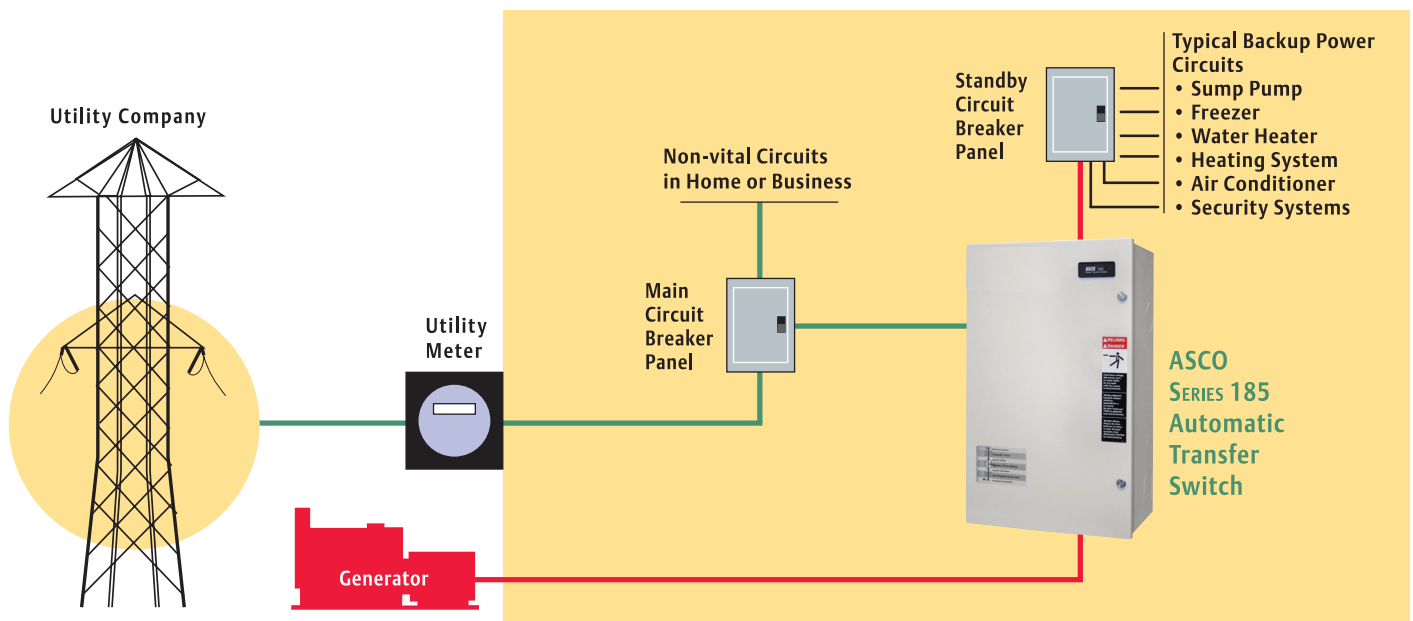 Utility Company
Utility
Meter
Generator
Non-vital Circuits
in Home or Business
Main
Circuit
Breaker
Panel
Standby
Circuit
Breaker
Panel
Typical Backup Power
Circuits
• Sump Pump
• Freezer
• Water Heater
• Heating System
• Air Conditioner
• Security Systems
PELIGRO
DANGER
ASCO
SERIES 185
Automatic
Transfer
Switch